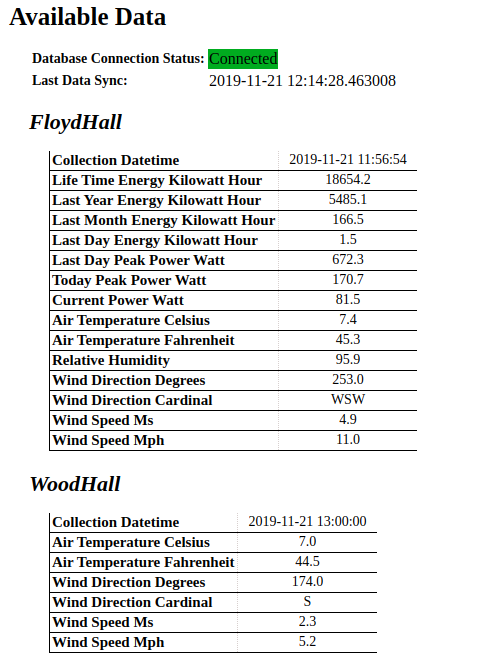 Available Data
Database Connection Status: Connected
Last Data Sync: 2019-11-21 12:14:28.463008
FloydHall
Collection Datetime 2019-11-21 11:56:54
Life Time Energy Kilowatt Hour 18654.2
Last Year Energy Kilowatt Hour 5485.1
Last Month Energy Kilowatt Hour 166.5
Last Day Energy Kilowatt Hour 1.5
Last Day Peak Power Watt 672.3
Today Peak Power Watt 170.7
Current Power Watt 81.5
Air Temperature Celsius 7.4
Air Temperature Fahrenheit 45.3
Relative Humidity 95.9
Wind Direction Degrees 253.0
Wind Direction Cardinal WSW
Wind Speed Ms 4.9
Wind Speed Mph 11.0
WoodHall
Collection Datetime 2019-11-21 13:00:00
Air Temperature Celsius 7.0
Air Temperature Fahrenheit 44.5
Wind Direction Degrees 174.0
Wind Direction Cardinal S
Wind Speed Ms 2.3
Wind Speed Mph 5.2